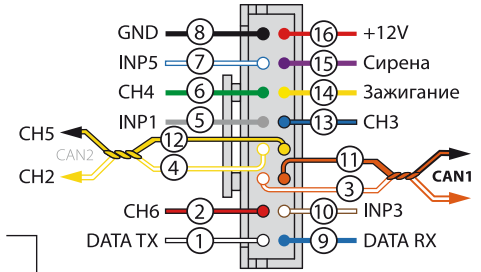 GND 8 16 +12V
INP5 7 15 Сирена
CH4 6 14 Зажигание
INP1 5 13 CH3
CH5 12
CAN2 11
CH2 4 CAN1
3
CH6 2 10 INP3
DATA TX 1 9 DATA RX